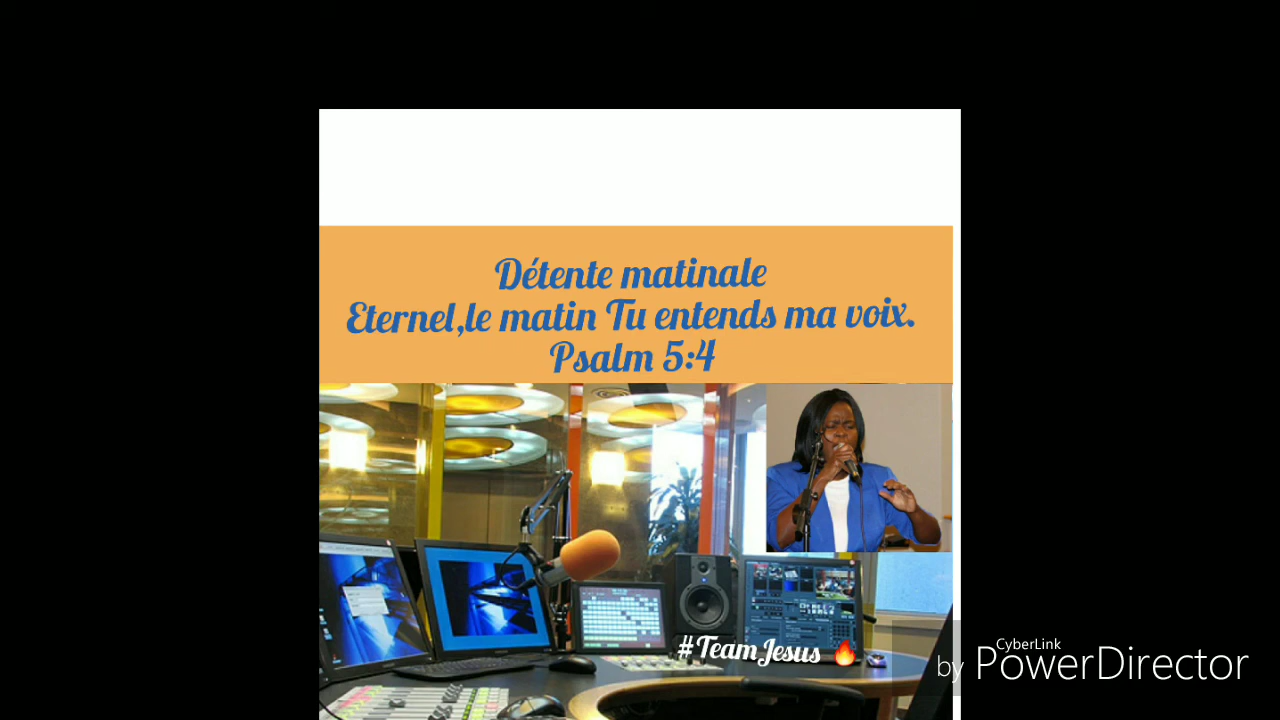 Détente matinale
Eternel,le matin Tu entends ma voix.
Psalm 5:4
#TeamJesus 🔥
CyberLink
by PowerDirector